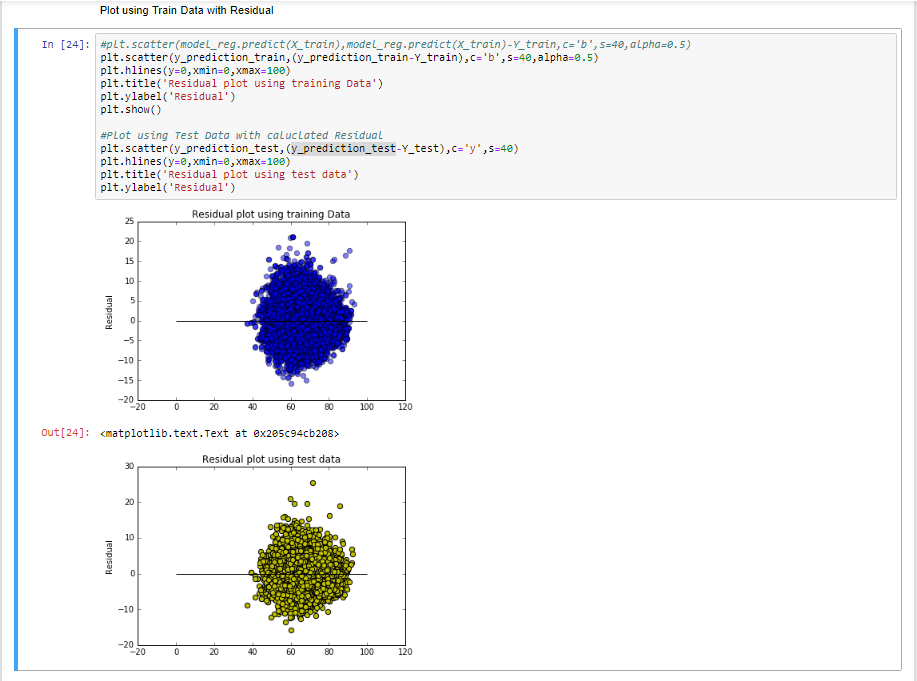 Plot using Train Data with Residual
In [24]:
#plt.scatter(model_reg.predict(X_train),model_reg.predict(X_train)-Y_train,c='b',s=40,alpha=0.5)
plt.scatter(y_prediction_train,(y_prediction_train-Y_train),c='b',s=40,alpha=0.5)
plt.hlines(y=0,xmin=0,xmax=100)
plt.title('Residual plot using training Data')
plt.ylabel('Residual')
plt.show()
#Plot using Test Data with caluclated Residual
plt.scatter(y_prediction_test,(y_prediction_test-Y_test),c='y',s=40)
plt.hlines(y=0,xmin=0,xmax=100)
plt.title('Residual plot using test data')
plt.ylabel('Residual')
Residual plot using training Data
25
20
15
10
5
0
−5
−10
−15
−20
Residual
−20 0 20 40 60 80 100 120
Out[24]: <matplotlib.text.Text at 0x205c94cb208>
Residual plot using test data
30
20
10
0
−10
−20
Residual
−20 0 20 40 60 80 100 120